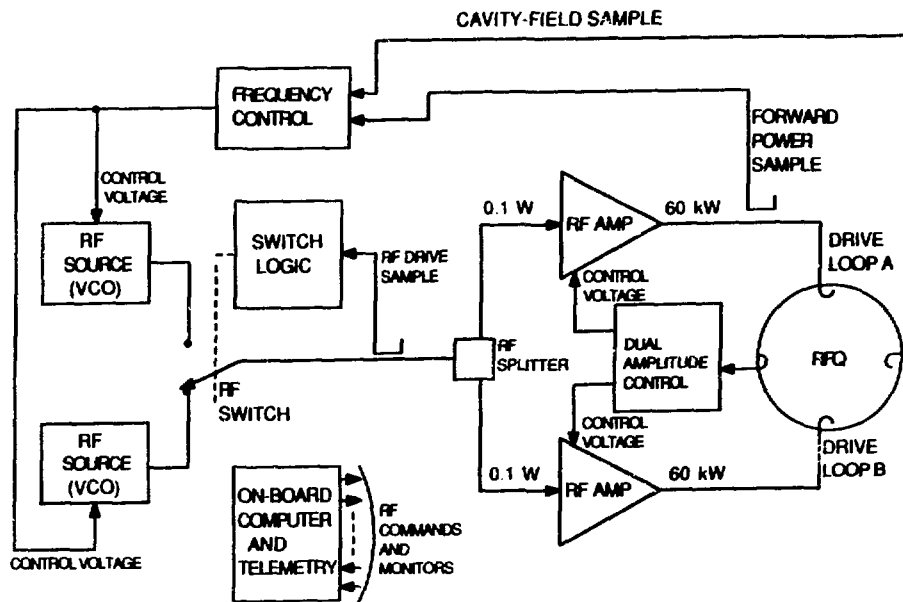 CAVITY-FIELD SAMPLE
FREQUENCY
CONTROL
FORWARD
POWER
SAMPLE
CONTROL
VOLTAGE
RF
SOURCE
(VCO)
SWITCH
LOGIC
RF DRIVE
SAMPLE
0.1 W
RF AMP
60 kW
DRIVE
LOOP A
CONTROL
VOLTAGE
RF
SPLITTER
DUAL
AMPLITUDE
CONTROL
RFQ
RF
SWITCH
CONTROL
VOLTAGE
RF
SOURCE
(VCO)
0.1 W
RF AMP
60 kW
DRIVE
LOOP B
ON-BOARD
COMPUTER
AND
TELEMETRY
RF
COMMANDS
AND
MONITORS
CONTROL VOLTAGE